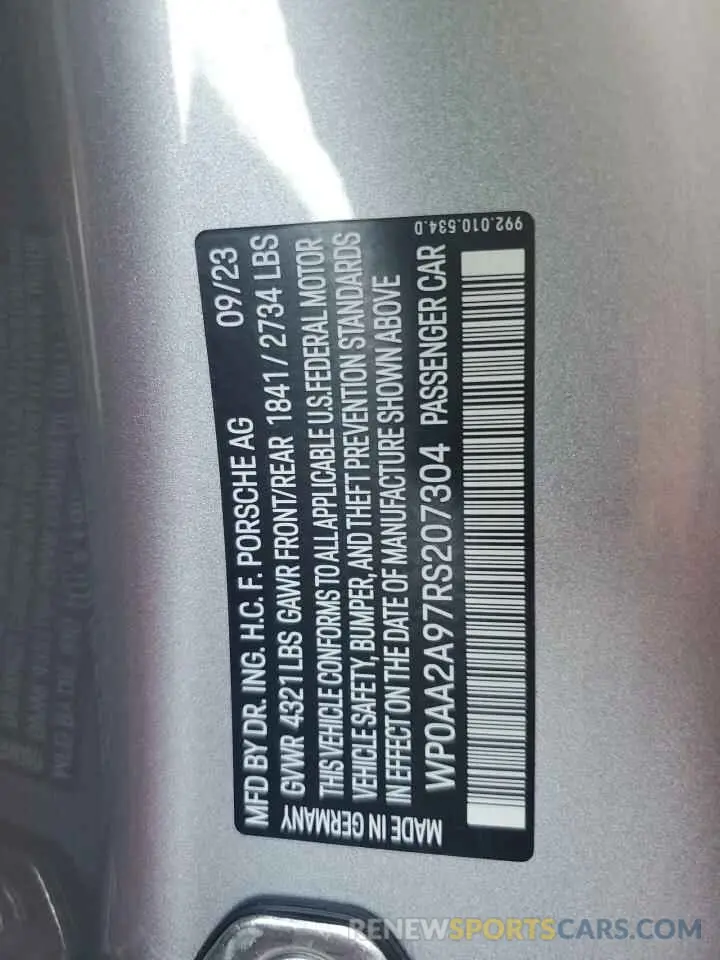 MFD BY DR. ING. H.C. F. PORSCHE AG 09/23
GVWR 4321LBS GAWR FRONT/REAR 1841/2734 LBS
THIS VEHICLE CONFORMS TO ALL APPLICABLE U.S. FEDERAL MOTOR
VEHICLE SAFETY, BUMPER, AND THEFT PREVENTION STANDARDS
IN EFFECT ON THE DATE OF MANUFACTURE SHOWN ABOVE
WP0AA2A97RS207304 PASSENGER CAR
MADE IN GERMANY
992.010.534.D
RENEWSPORTSCARS.COM